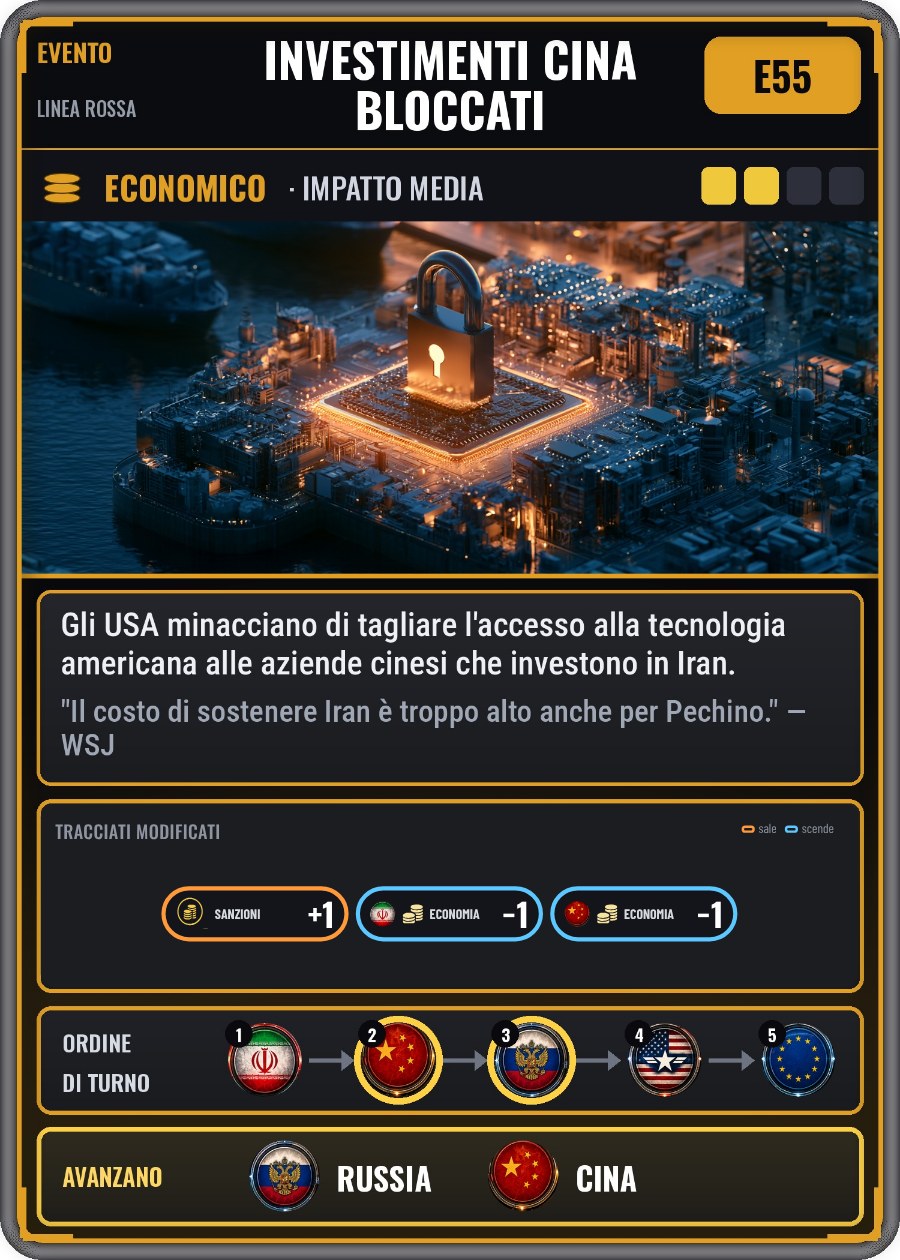 EVENTO
LINEA ROSSA
INVESTIMENTI CINA
BLOCCATI
E55
ECONOMICO · IMPATTO MEDIA
Gli USA minacciano di tagliare l'accesso alla tecnologia
americana alle aziende cinesi che investono in Iran.
"Il costo di sostenere Iran è troppo alto anche per Pechino." —
WSJ
TRACCIATI MODIFICATI
sale scende
SANZIONI +1 ECONOMIA −1 ECONOMIA −1
ORDINE
DI TURNO
1 2 3 4 5
AVANZANO RUSSIA CINA